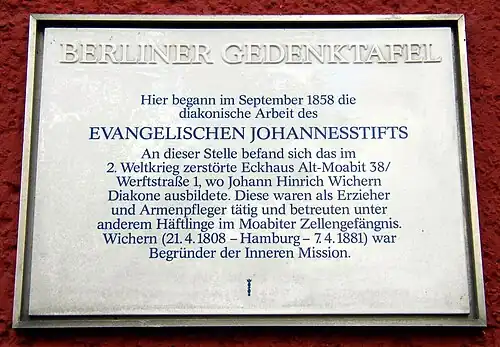 BERLINER GEDENKTAFEL
Hier begann im September 1858 die
diakonische Arbeit des
EVANGELISCHEN JOHANNESSTIFTS
An dieser Stelle befand sich das im
2. Weltkrieg zerstörte Eckhaus Alt-Moabit 38/
Werftstraße 1, wo Johann Hinrich Wichern
Diakone ausbildete. Diese waren als Erzieher
und Armenpfleger tätig und betreuten unter
anderem Häftlinge im Moabiter Zellengefängnis.
Wichern (21. 4. 1808 – Hamburg – 7. 4. 1881) war
Begründer der Inneren Mission.